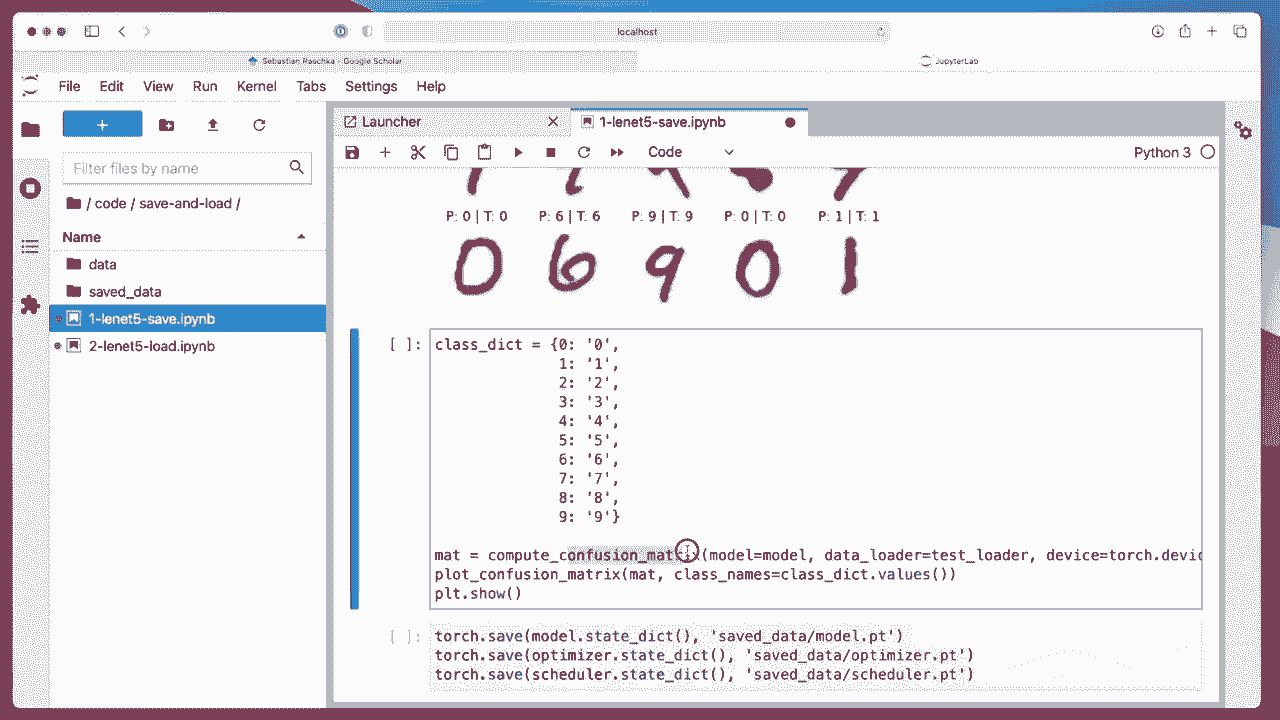 localhost
Sebastian Raschka - Google Scholar
JupyterLab
File Edit View Run Kernel Tabs Settings Help
+
Launcher
1-lenet5-save.ipynb
Code
Python 3
Filter files by name
/ code / save-and-load /
Name
data
saved_data
1-lenet5-save.ipynb
2-lenet5-load.ipynb
P: 0 | T: 0 P: 6 | T: 6 P: 9 | T: 9 P: 0 | T: 0 P: 1 | T: 1
0 6 9 0 1
[ ]: class_dict = {0: '0',
1: '1',
2: '2',
3: '3',
4: '4',
5: '5',
6: '6',
7: '7',
8: '8',
9: '9'}
mat = compute_confusion_matrix(model=model, data_loader=test_loader, device=torch.devic
plot_confusion_matrix(mat, class_names=class_dict.values())
plt.show()
[ ]: torch.save(model.state_dict(), 'saved_data/model.pt')
torch.save(optimizer.state_dict(), 'saved_data/optimizer.pt')
torch.save(scheduler.state_dict(), 'saved_data/scheduler.pt')